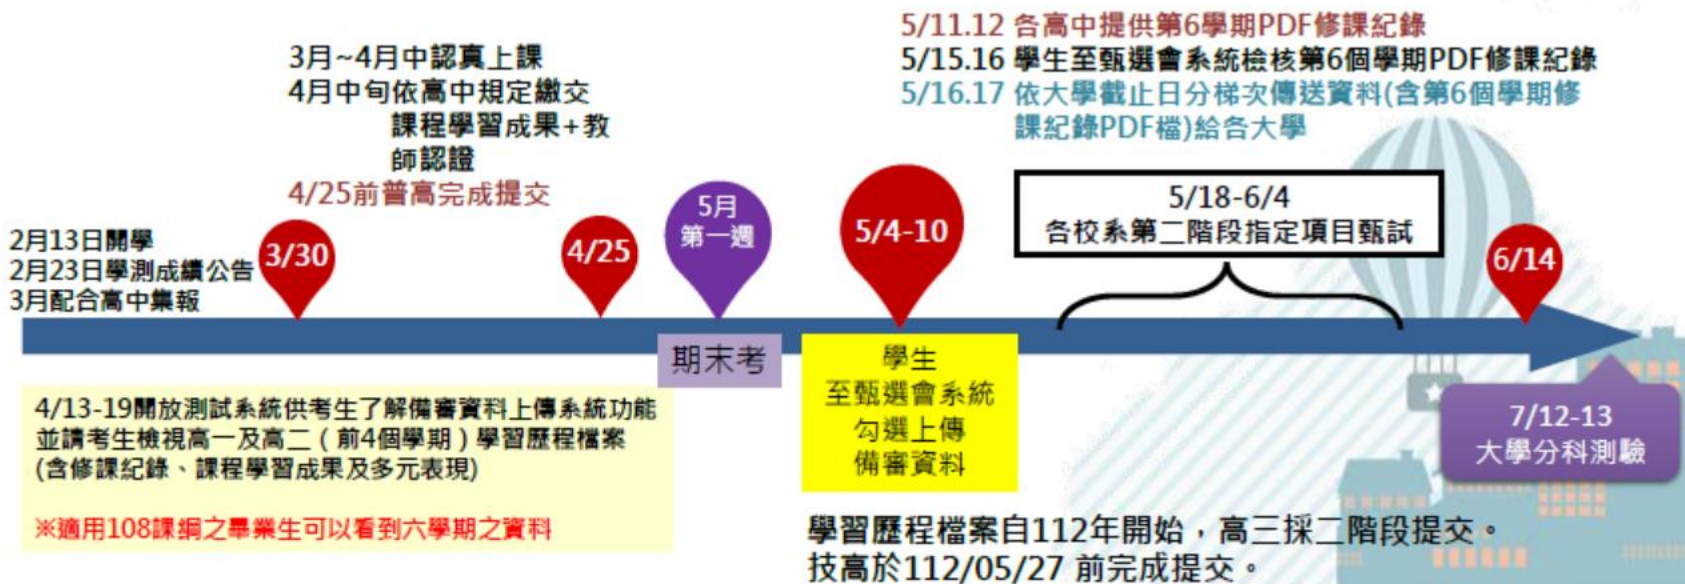 3月~4月中認真上課
4月中旬依高中規定繳交
課程學習成果+教
師認證
4/25前普高完成提交
5/11.12 各高中提供第6學期PDF修課紀錄
5/15.16 學生至甄選會系統檢核第6個學期PDF修課紀錄
5/16.17 依大學截止日分梯次傳送資料(含第6個學期修
課紀錄PDF檔)給各大學
2月13日開學
2月23日學測成績公告
3月配合高中集報
3/30
4/25
5月
第一週
5/4-10
5/18-6/4
各校系第二階段指定項目甄試
6/14
期末考
學生
至甄選會系統
勾選上傳
備審資料
7/12-13
大學分科測驗
4/13-19開放測試系統供考生了解備審資料上傳系統功能
並請考生檢視高一及高二（前4個學期）學習歷程檔案
(含修課紀錄、課程學習成果及多元表現)
※適用108課綱之畢業生可以看到六學期之資料
學習歷程檔案自112年開始，高三採二階段提交。
技高於112/05/27 前完成提交。